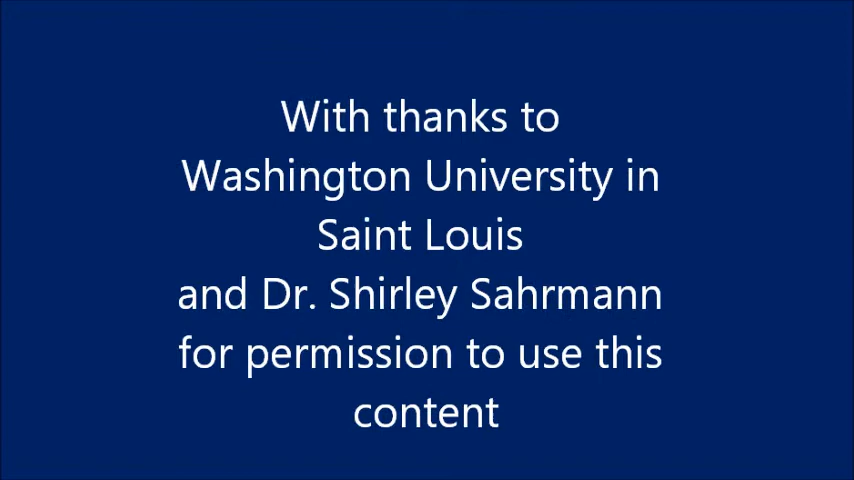 With thanks to
Washington University in
Saint Louis
and Dr. Shirley Sahrmann
for permission to use this
content